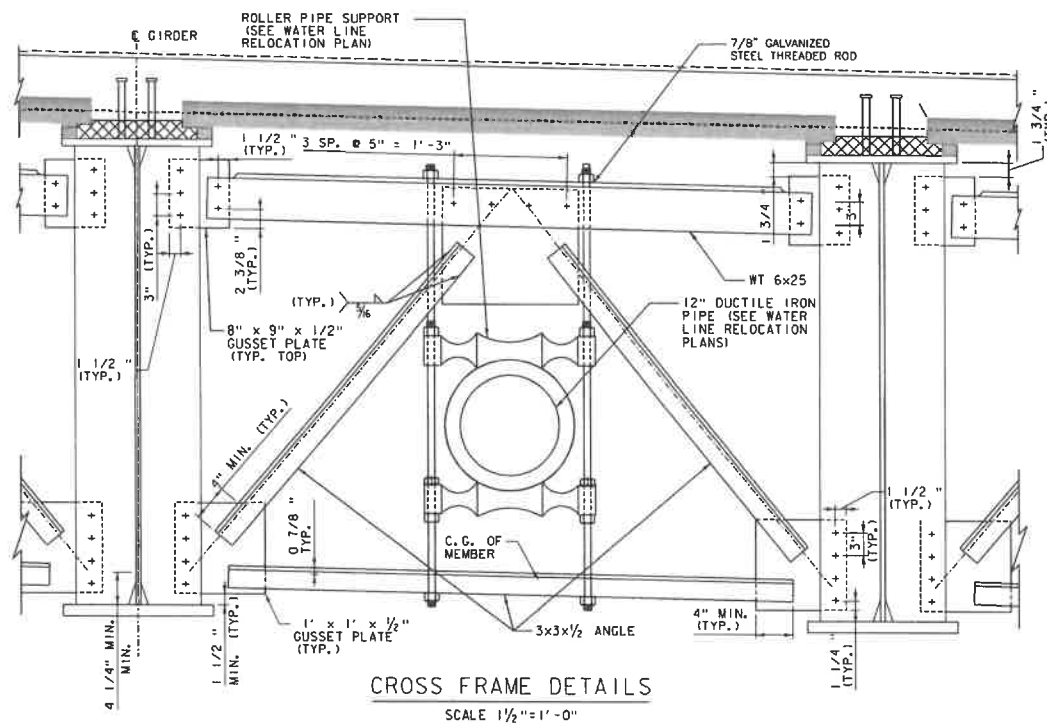 ROLLER PIPE SUPPORT
(SEE WATER LINE
RELOCATION PLAN)
℄ GIRDER
7/8" GALVANIZED
STEEL THREADED ROD
1 1/2 "
(TYP.)
3 SP. @ 5" = 1'-3"
1 3/4 "
(TYP.)
3"
(TYP.)
2 3/8 "
(TYP.)
1 3/4
3"
WT 6x25
(TYP.)
5/16
8" x 9" x 1/2"
GUSSET PLATE
(TYP. TOP)
12" DUCTILE IRON
PIPE (SEE WATER
LINE RELOCATION
PLANS)
1 1/2 "
(TYP.)
4" MIN. (TYP.)
1 1/2 "
(TYP.)
0 7/8 "
TYP.
C.G. OF
MEMBER
3"
(TYP.)
4 1/4" MIN.
MIN.
1 1/2 "
(TYP.)
1' x 1' x 1/2"
GUSSET PLATE
(TYP.)
3x3x1/2 ANGLE
4" MIN.
(TYP.)
1 1/4 "
(TYP.)
CROSS FRAME DETAILS
SCALE 1 1/2"=1'-0"